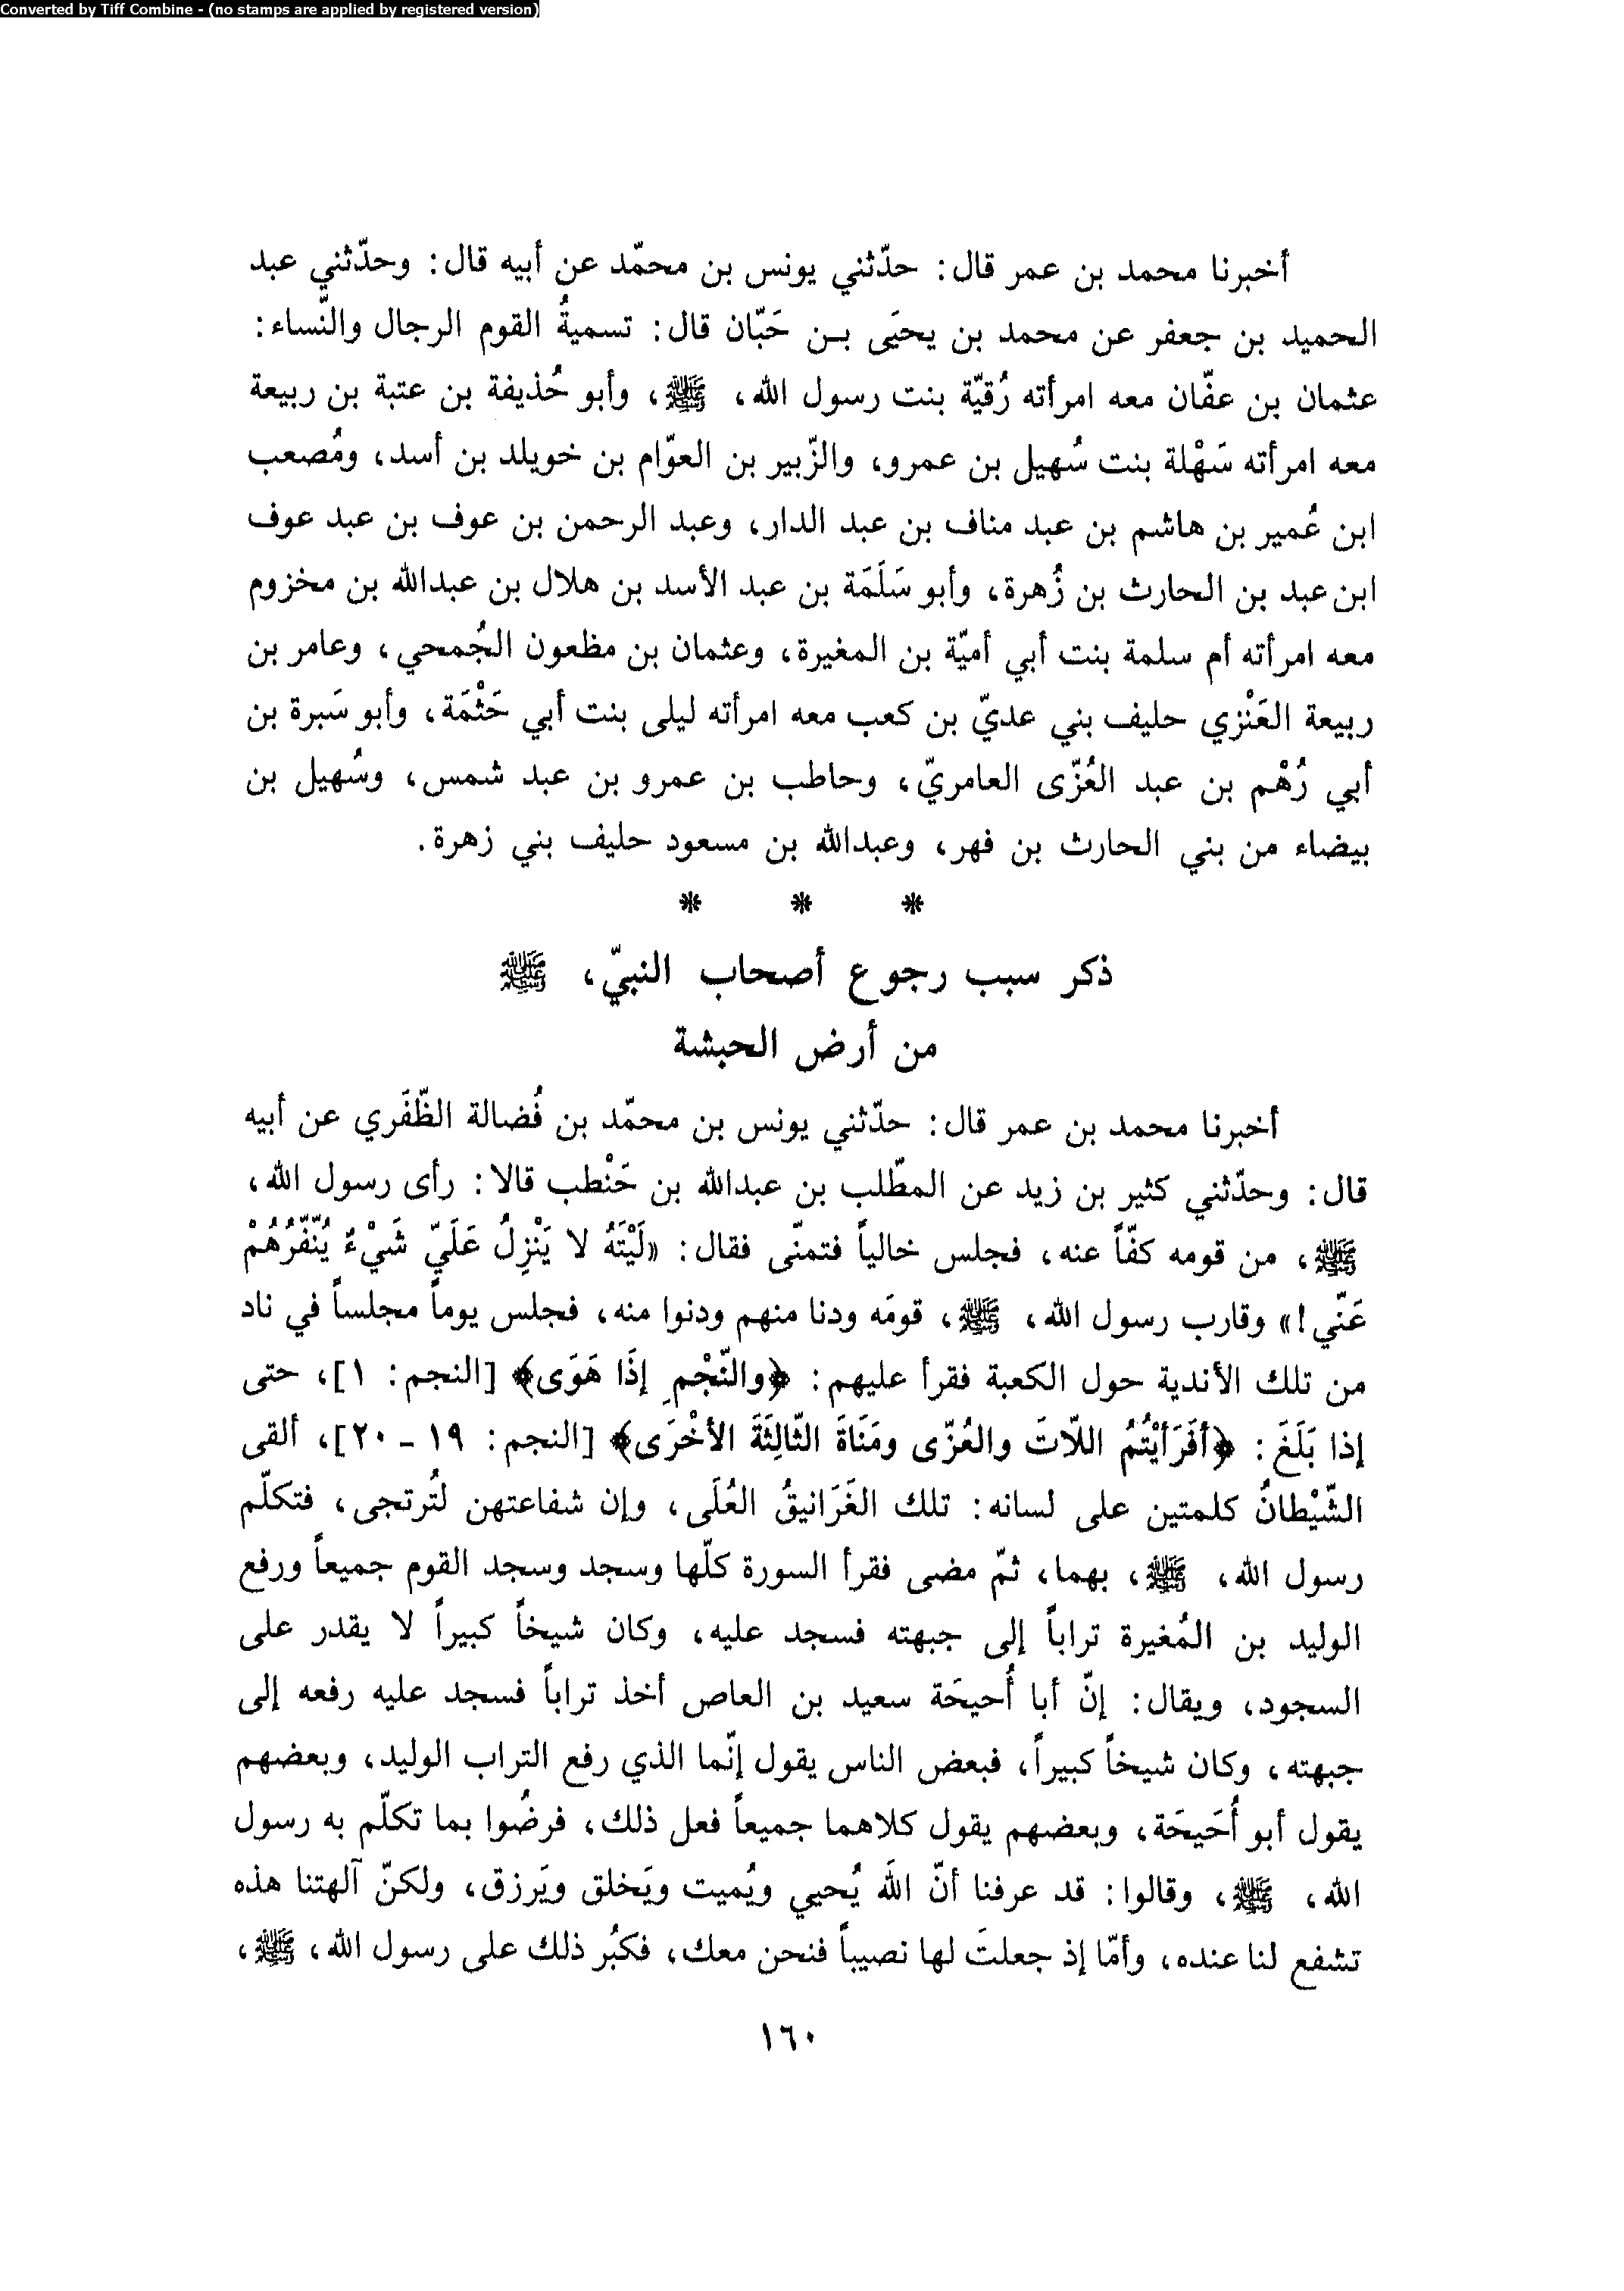 Converted by Tiff Combine - (no stamps are applied by registered version)
أخبرنا محمد بن عمر قال: حدّثني يونس بن محمّد عن أبيه قال: وحدّثني عبد
الحميد بن جعفر عن محمد بن يحيَى بـن حَبّان قال: تسميةُ القوم الرجال والنّساء:
عثمان بن عفّان معه امرأته رُقيّة بنت رسول الله، ﷺ، وأبو حُذيفة بن عتبة بن ربيعة
معه امرأته سَهْلة بنت سُهيل بن عمرو، والزّبير بن العوّام بن خويلد بن أسد، ومُصعب
ابن عُمير بن هاشم بن عبد مناف بن عبد الدار، وعبد الرحمن بن عوف بن عبد عوف
ابن عبد بن الحارث بن زُهرة، وأبو سَلَمَة بن عبد الأسد بن هلال بن عبدالله بن مخزوم
معه امرأته أم سلمة بنت أبي أميّة بن المغيرة، وعثمان بن مظعون الجُمحي، وعامر بن
ربيعة العَنْزي حليف بني عديّ بن كعب معه امرأته ليلى بنت أبي حَثْمَة، وأبو سَبرة بن
أبي رُهْم بن عبد العُزّى العامريّ، وحاطب بن عمرو بن عبد شمس، وسُهيل بن
بيضاء من بني الحارث بن فهر، وعبدالله بن مسعود حليف بني زهرة.
* * *
ذكر سبب رجوع أصحاب النبيّ، ﷺ
من أرض الحبشة
أخبرنا محمد بن عمر قال: حدّثني يونس بن محمّد بن فُضالة الظّفَري عن أبيه
قال: وحدّثني كثير بن زيد عن المطّلب بن عبدالله بن حَنْطب قالا: رأى رسول الله،
ﷺ، من قومه كفّاً عنه، فجلس خالياً فتمنّى فقال: «لَيْتَهُ لا يَنْزِلُ عَلَيّ شَيْءٌ يُنّفّرُهُمْ
عَنّي!» وقارب رسول الله، ﷺ، قومَه ودنا منهم ودنوا منه، فجلس يوماً مجلساً في ناد
من تلك الأندية حول الكعبة فقرأ عليهم: ﴿والنّجْمِ إذَا هَوَى﴾ [النجم: ١]، حتى
إذا بَلَغَ: ﴿أفَرَأيْتُمُ اللّاتَ والعُزّى ومَنَاةَ الثّالِثَةَ الأخْرَى﴾ [النجم: ١٩ ـ ٢٠]، ألقى
الشّيْطانُ كلمتين على لسانه: تلك الغَرَانيقُ العُلَى، وإن شفاعتهن لتُرتجى، فتكلّم
رسول الله، ﷺ، بهما، ثمّ مضى فقرأ السورة كلّها وسجد وسجد القوم جميعاً ورفع
الوليد بن المُغيرة تراباً إلى جبهته فسجد عليه، وكان شيخاً كبيراً لا يقدر على
السجود، ويقال: إنّ أبا أُحيحَة سعيد بن العاص أخذ تراباً فسجد عليه رفعه إلى
جبهته، وكان شيخاً كبيراً، فبعض الناس يقول إنّما الذي رفع التراب الوليد، وبعضهم
يقول أبو أُحَيحَة، وبعضهم يقول كلاهما جميعاً فعل ذلك، فرضُوا بما تكلّم به رسول
الله، ﷺ، وقالوا: قد عرفنا أنّ اللَه يُحيي ويُميت ويَخلق ويَرزق، ولكنّ آلهتنا هذه
تشفع لنا عنده، وأمّا إذ جعلتَ لها نصيباً فنحن معك، فكبُر ذلك على رسول الله، ﷺ،
١٦٠